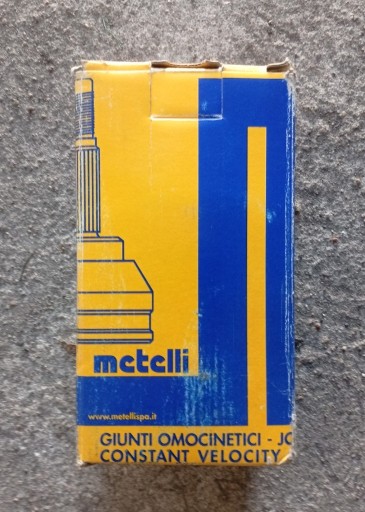 metelli
www.metellispa.it
GIUNTI OMOCiNETICI - JO
CONSTANT VELOCITY